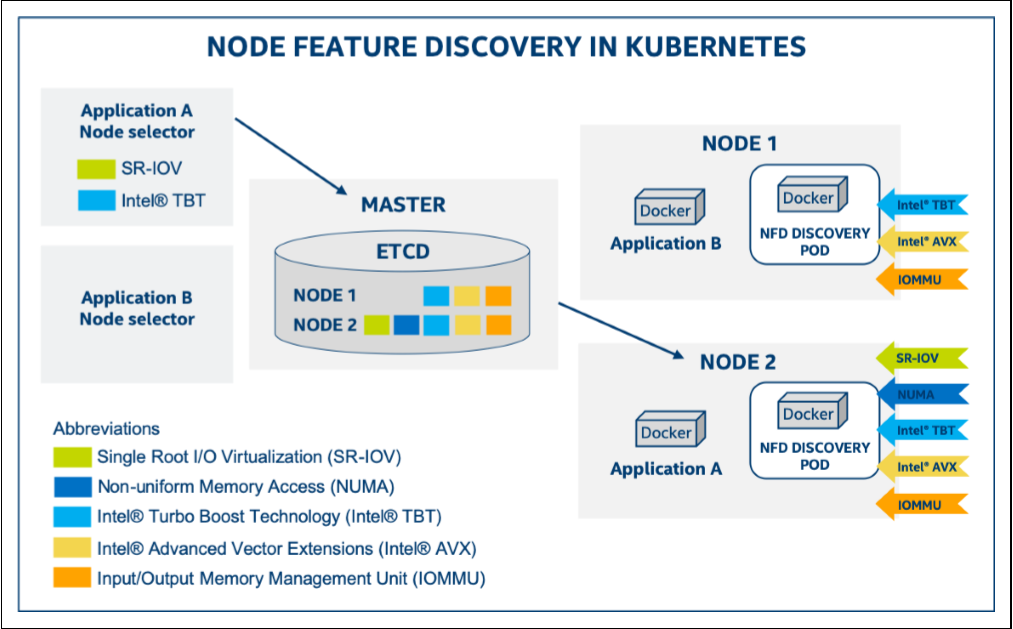 NODE FEATURE DISCOVERY IN KUBERNETES
Application A
Node selector
SR-IOV
Intel® TBT
Application B
Node selector
MASTER
ETCD
NODE 1
NODE 2
NODE 1
Docker
Application B
Docker
NFD DISCOVERY
POD
Intel® TBT
Intel® AVX
IOMMU
NODE 2
Docker
Application A
Docker
NFD DISCOVERY
POD
SR-IOV
NUMA
Intel® TBT
Intel® AVX
IOMMU
Abbreviations
Single Root I/O Virtualization (SR-IOV)
Non-uniform Memory Access (NUMA)
Intel® Turbo Boost Technology (Intel® TBT)
Intel® Advanced Vector Extensions (Intel® AVX)
Input/Output Memory Management Unit (IOMMU)